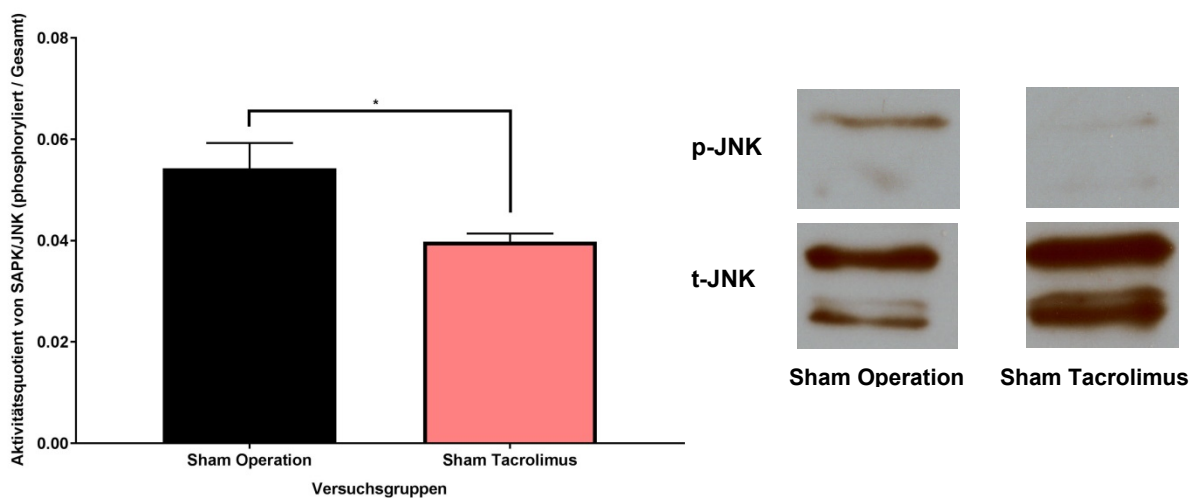 Aktivitätsquotient von SAPK/JNK (phosphoryliert / Gesamt)
0.08
0.06
0.04
0.02
0.00
*
Sham Operation
Sham Tacrolimus
Versuchsgruppen
p-JNK
t-JNK
Sham Operation
Sham Tacrolimus